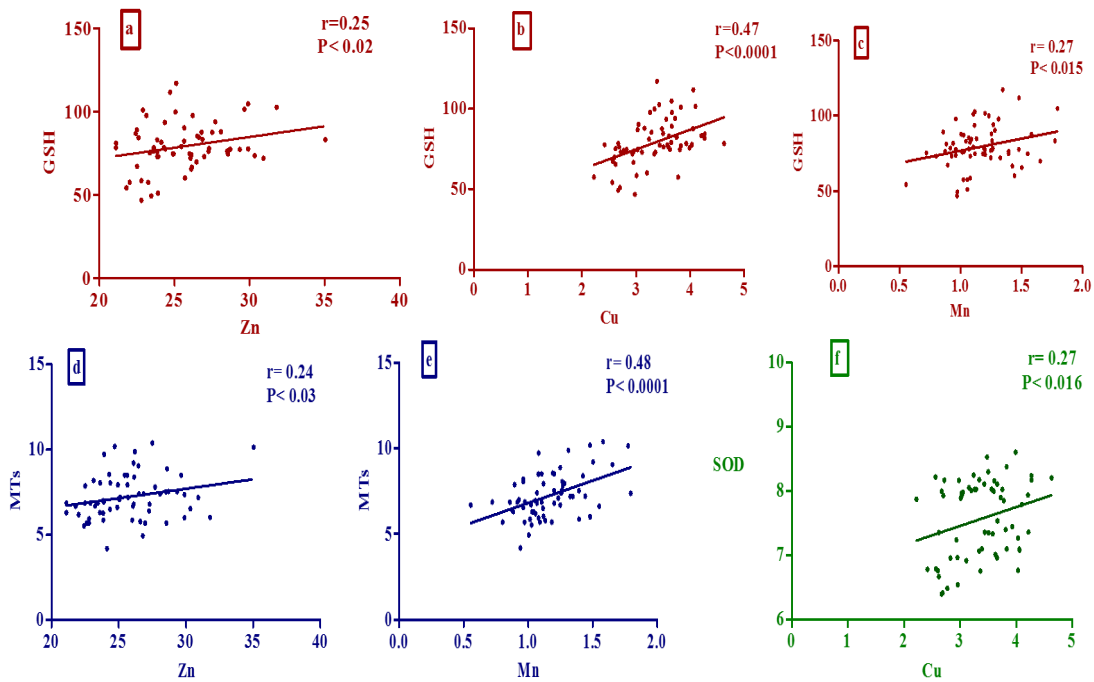 a
r=0.25
P< 0.02
150
100
50
0
GSH
20
25
30
35
40
Zn
b
r=0.47
P<0.0001
150
100
50
0
GSH
0
1
2
3
4
5
Cu
c
r= 0.27
P< 0.015
150
100
50
0
GSH
0.0
0.5
1.0
1.5
2.0
Mn
d
r= 0.24
P< 0.03
15
10
5
0
MTs
20
25
30
35
40
Zn
e
r= 0.48
P< 0.0001
15
10
5
0
MTs
0.0
0.5
1.0
1.5
2.0
Mn
f
r= 0.27
P< 0.016
10
9
8
7
6
SOD
0
1
2
3
4
5
Cu